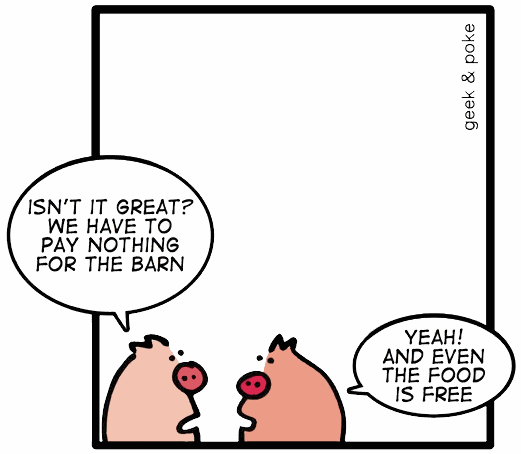 geek & poke
ISN'T IT GREAT?
WE HAVE TO
PAY NOTHING
FOR THE BARN
YEAH!
AND EVEN
THE FOOD
IS FREE